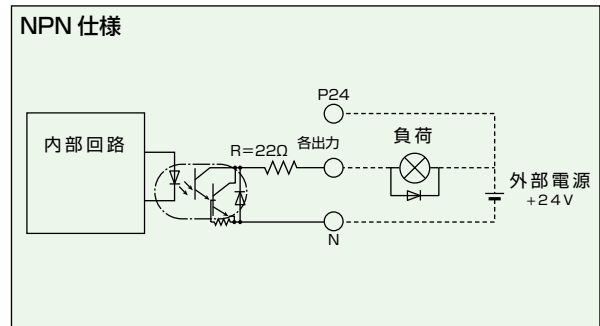 NPN 仕様
P24
内部回路
R=22Ω
各出力
負荷
外部電源
+24V
N